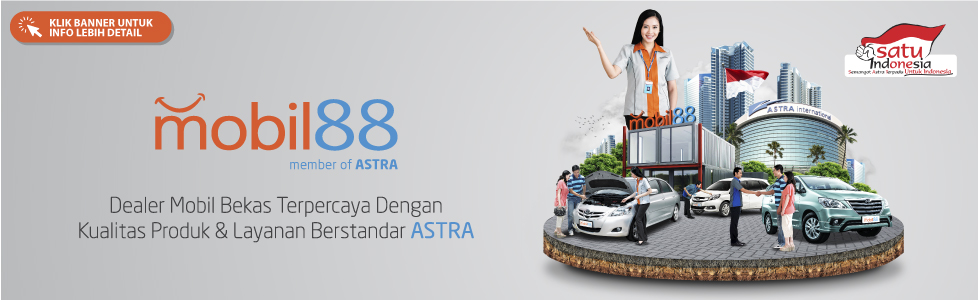 KLIK BANNER UNTUK
INFO LEBIH DETAIL
mobil88
member of ASTRA
Dealer Mobil Bekas Terpercaya Dengan
Kualitas Produk & Layanan Berstandar ASTRA
satu
Indonesia
Semangat Astra Terpadu Untuk Indonesia
mobil88
ASTRA international